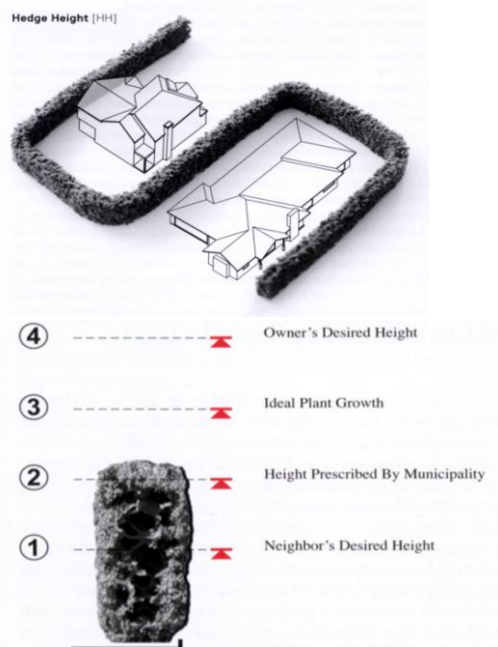 Hedge Height [HH]
4 Owner's Desired Height
3 Ideal Plant Growth
2 Height Prescribed By Municipality
1 Neighbor's Desired Height